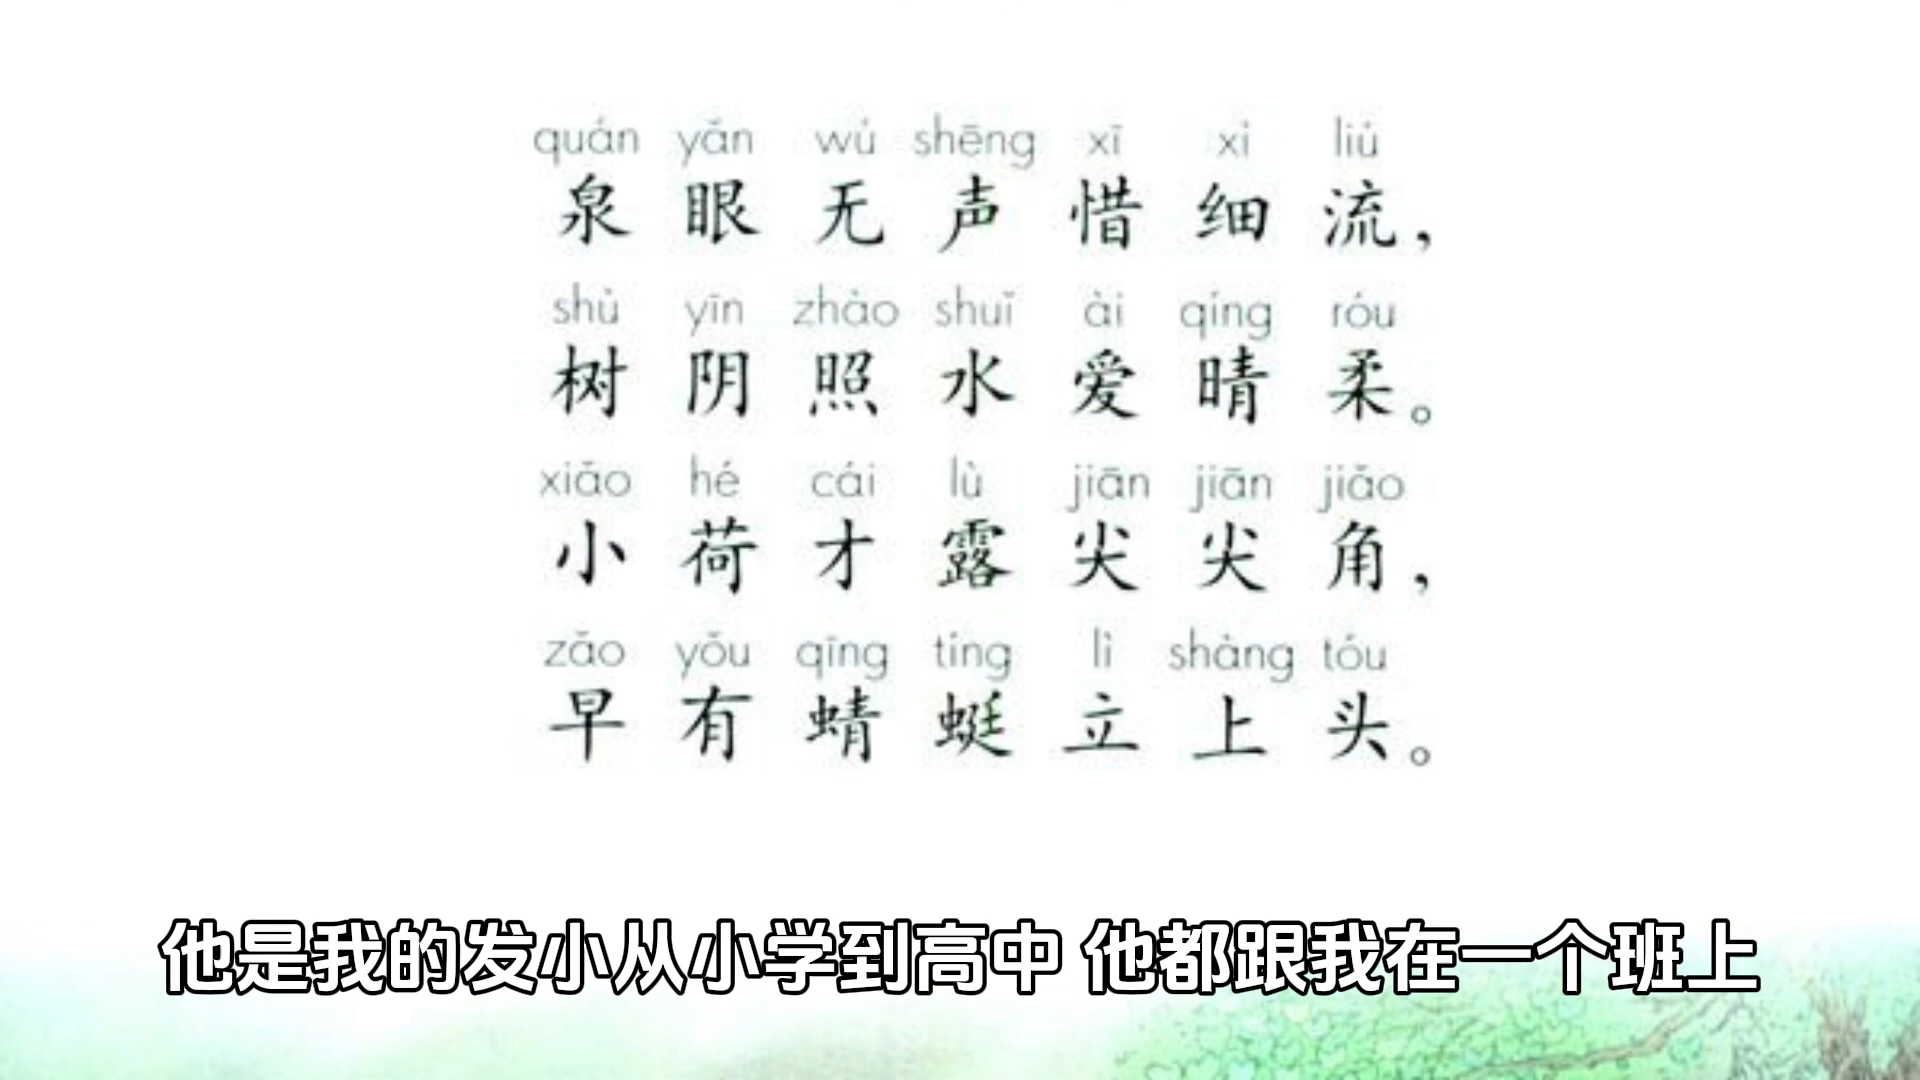 quán yǎn wú shēng xī xì liú
泉眼无声惜细流，
shù yīn zhào shuǐ ài qíng róu
树阴照水爱晴柔。
xiǎo hé cái lù jiān jiān jiǎo
小荷才露尖尖角，
zǎo yǒu qīng tíng lì shàng tóu
早有蜻蜓立上头。
他是我的发小从小学到高中 他都跟我在一个班上